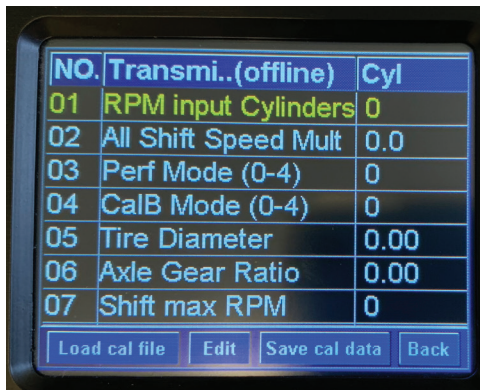 NO. Transmi..(offline) Cyl
01 RPM input Cylinders 0
02 All Shift Speed Mult 0.0
03 Perf Mode (0-4) 0
04 CalB Mode (0-4) 0
05 Tire Diameter 0.00
06 Axle Gear Ratio 0.00
07 Shift max RPM 0
Load cal file Edit Save cal data Back